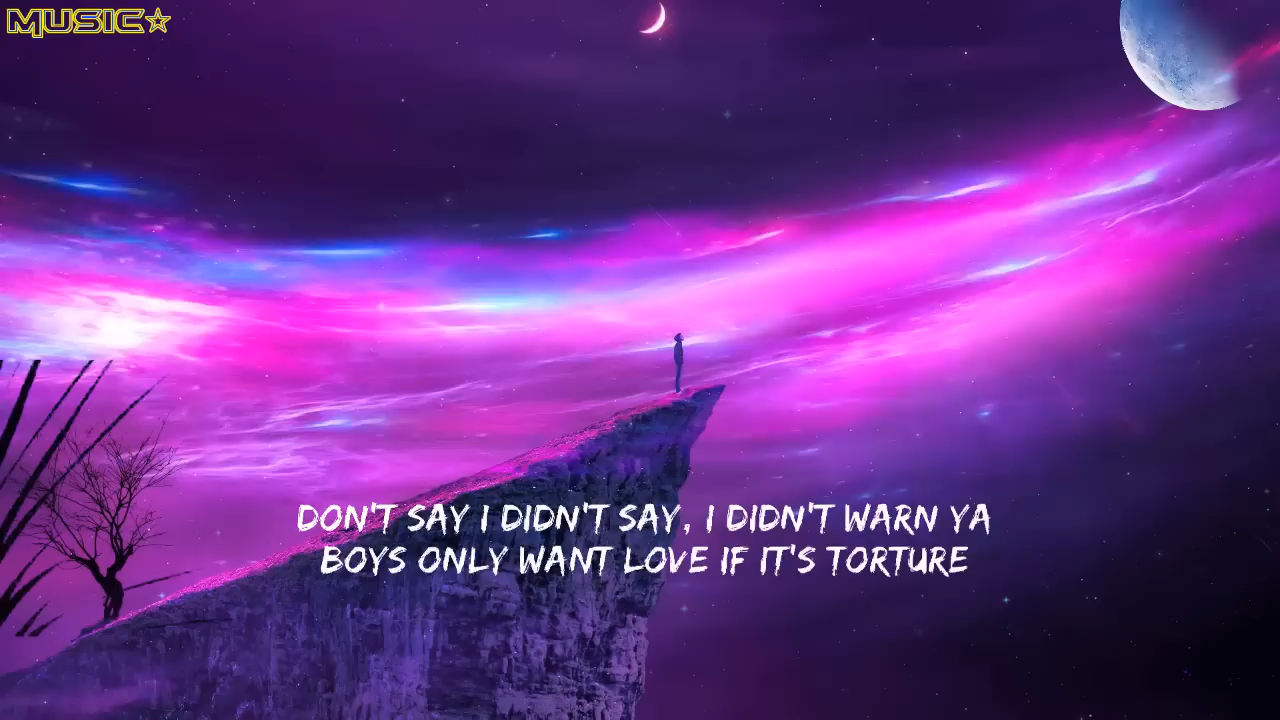 MUSIC☆
DON'T SAY I DIDN'T SAY, I DIDN'T WARN YA
BOYS ONLY WANT LOVE IF IT'S TORTURE